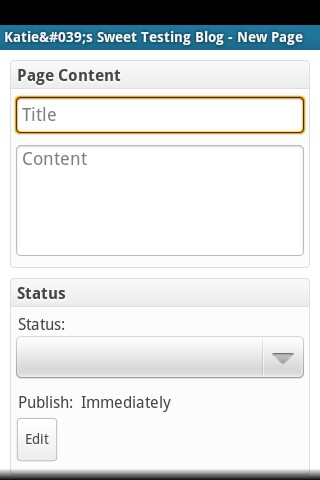 Katie&#039;s Sweet Testing Blog - New Page
Page Content
Title
Content
Status
Status:
Publish: Immediately
Edit